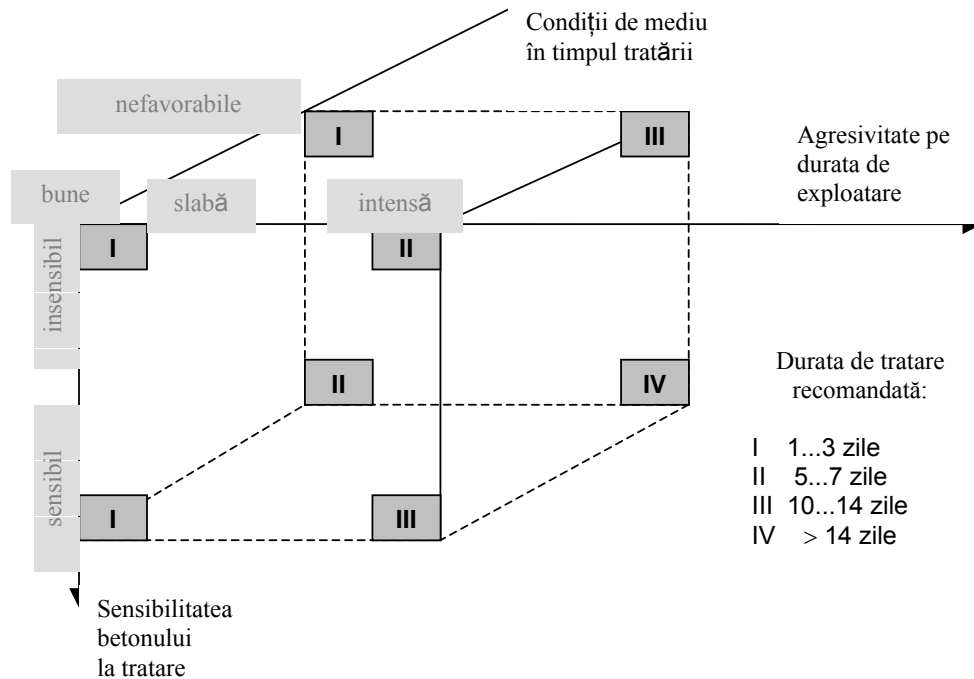 Condiții de mediu
în timpul tratării
nefavorabile
I
III
Agresivitate pe
durata de
exploatare
bune
slabă
intensă
I
II
insensibil
II
IV
Durata de tratare
recomandată:
I 1...3 zile
II 5...7 zile
III 10...14 zile
IV > 14 zile
sensibil
I
III
Sensibilitatea
betonului
la tratare